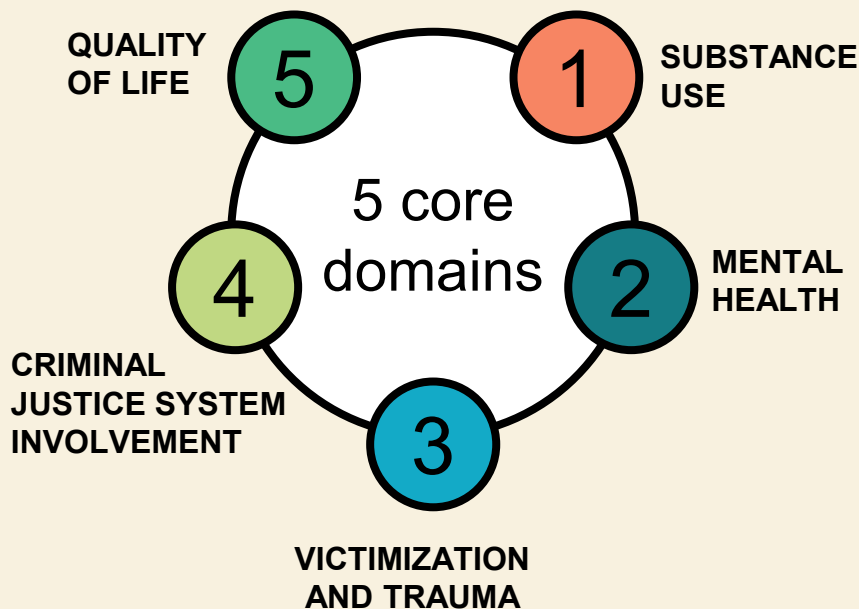 5 core
domains
1
SUBSTANCE
USE
2
MENTAL
HEALTH
3
VICTIMIZATION
AND TRAUMA
4
CRIMINAL
JUSTICE SYSTEM
INVOLVEMENT
5
QUALITY
OF LIFE